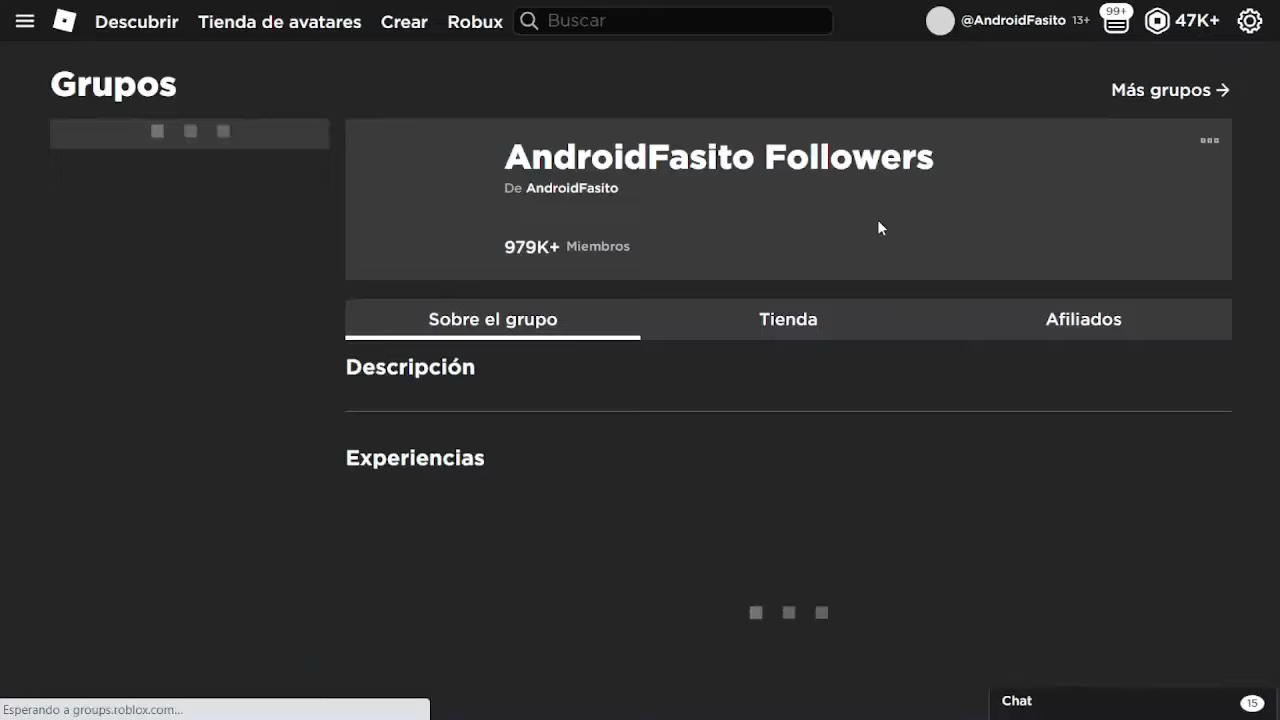 Descubrir Tienda de avatares Crear Robux Buscar @AndroidFasito 13+ 99+ 47K+
Grupos
Más grupos →
AndroidFasito Followers
De AndroidFasito
979K+ Miembros
Sobre el grupo Tienda Afiliados
Descripción
Experiencias
Chat 15
Esperando a groups.roblox.com...